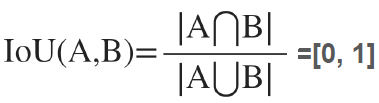 IoU(A,B)= |A⋂B| / |A⋃B| =[0, 1]